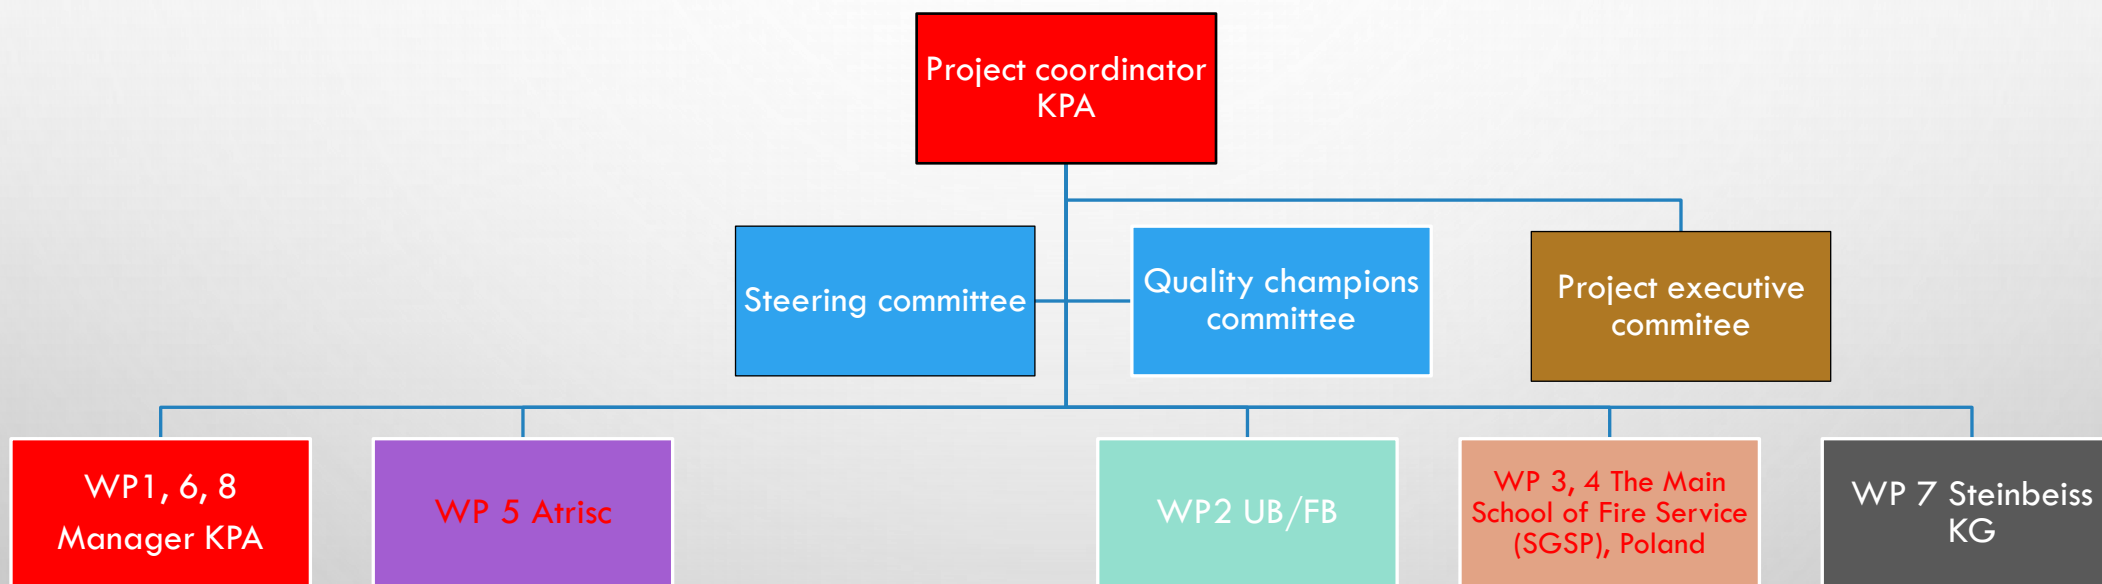 Project coordinator
KPA
Steering committee
Quality champions
committee
Project executive
commitee
WP1, 6, 8
Manager KPA
WP 5 Atrisc
WP2 UB/FB
WP 3, 4 The Main
School of Fire Service
(SGSP), Poland
WP 7 Steinbeiss
KG